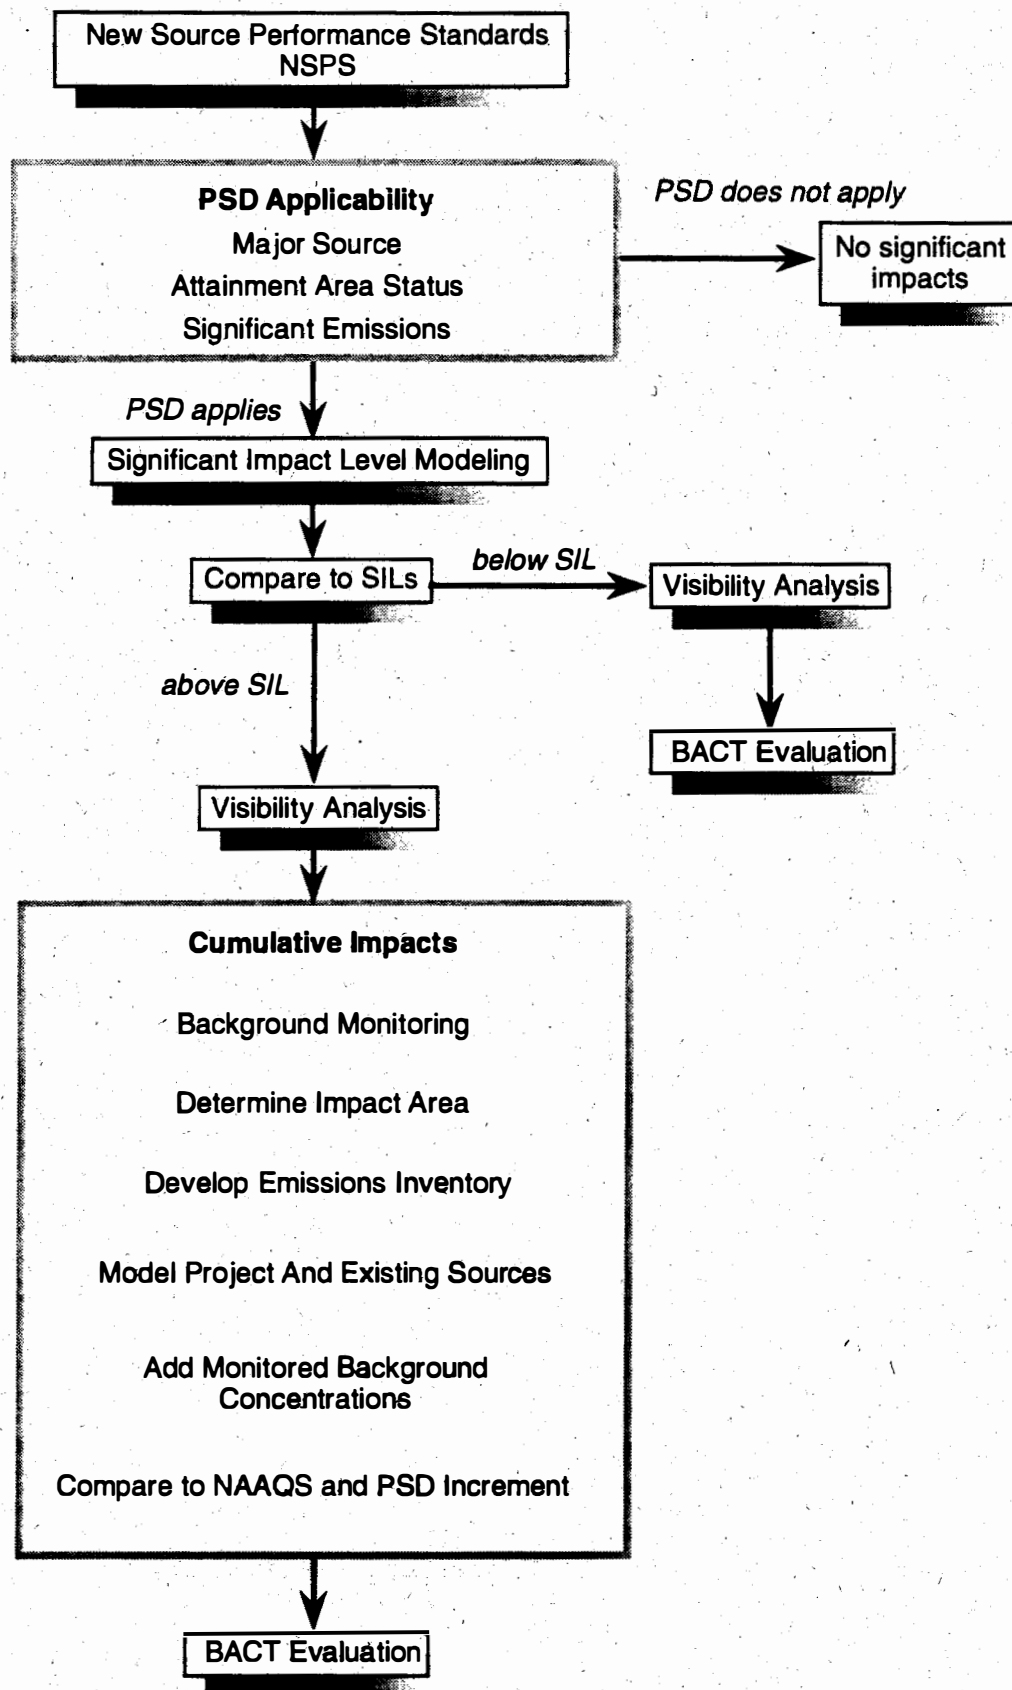 New Source Performance Standards
NSPS
PSD Applicability
Major Source
Attainment Area Status
Significant Emissions
PSD does not apply
No significant
impacts
PSD applies
Significant Impact Level Modeling
Compare to SILs
below SIL
Visibility Analysis
BACT Evaluation
above SIL
Visibility Analysis
Cumulative Impacts
Background Monitoring
Determine Impact Area
Develop Emissions Inventory
Model Project And Existing Sources
Add Monitored Background
Concentrations
Compare to NAAQS and PSD Increment
BACT Evaluation